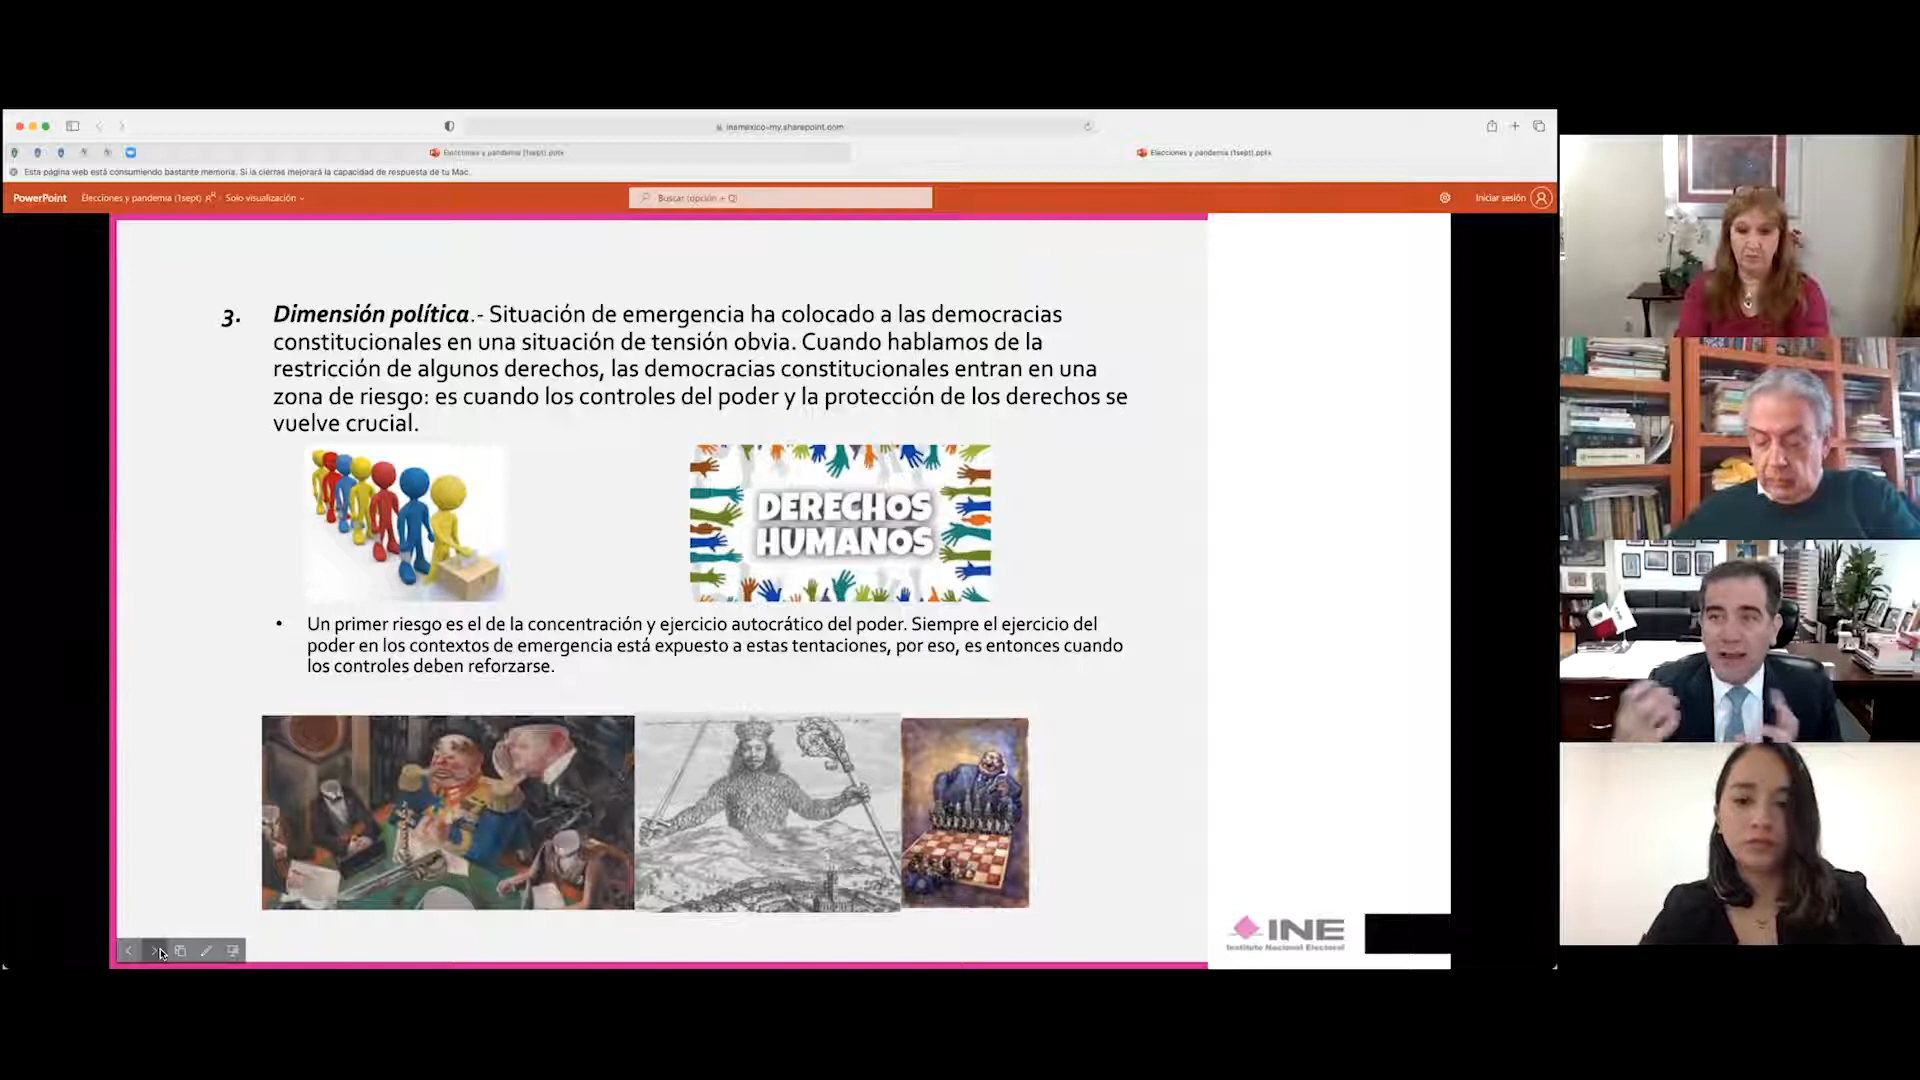 inemexico-my.sharepoint.com
Elecciones y pandemia (1sept).pptx
Elecciones y pandemia (1sept).pptx
Esta página web está consumiendo bastante memoria. Si la cierras mejorará la capacidad de respuesta de tu Mac.
PowerPoint
Elecciones y pandemia (1sept)
Solo visualización
Buscar (opción + Q)
Iniciar sesión
3. Dimensión política.- Situación de emergencia ha colocado a las democracias
constitucionales en una situación de tensión obvia. Cuando hablamos de la
restricción de algunos derechos, las democracias constitucionales entran en una
zona de riesgo: es cuando los controles del poder y la protección de los derechos se
vuelve crucial.
DERECHOS
HUMANOS
• Un primer riesgo es el de la concentración y ejercicio autocrático del poder. Siempre el ejercicio del
poder en los contextos de emergencia está expuesto a estas tentaciones, por eso, es entonces cuando
los controles deben reforzarse.
INE
Instituto Nacional Electoral